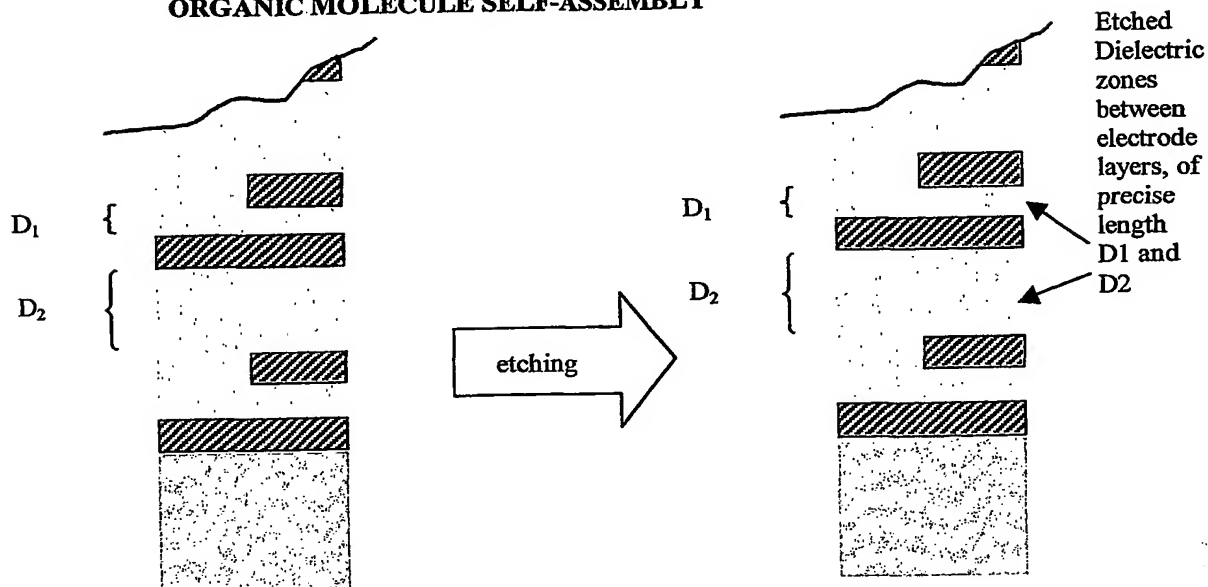 ORGANIC MOLECULE SELF-ASSEMBLY
D₁
D₂
etching
D₁
D₂
Etched
Dielectric
zones
between
electrode
layers, of
precise
length
D1 and
D2